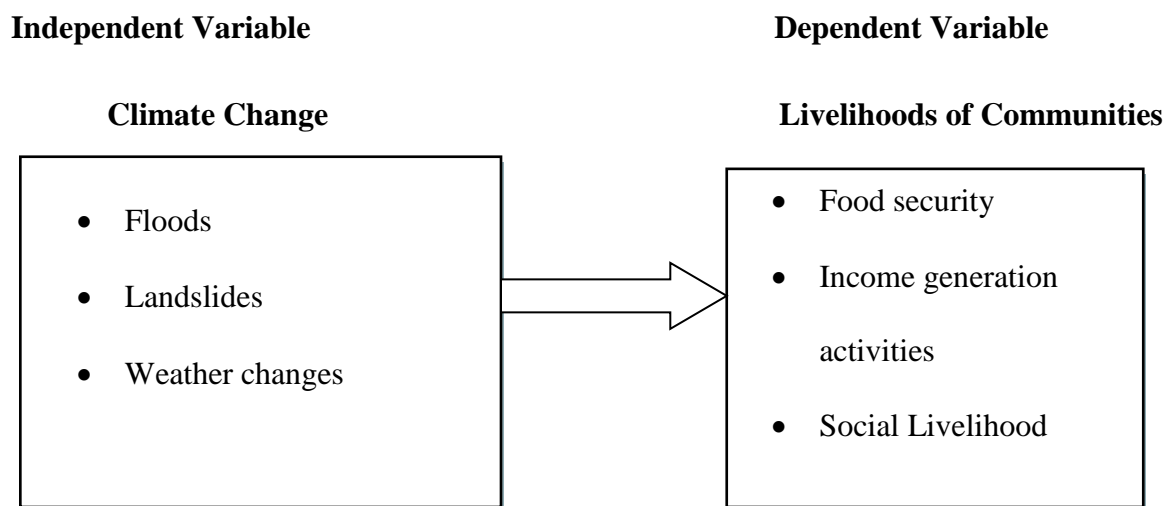 Independent Variable
Dependent Variable
Climate Change
Livelihoods of Communities
• Floods
• Landslides
• Weather changes
• Food security
• Income generation
activities
• Social Livelihood